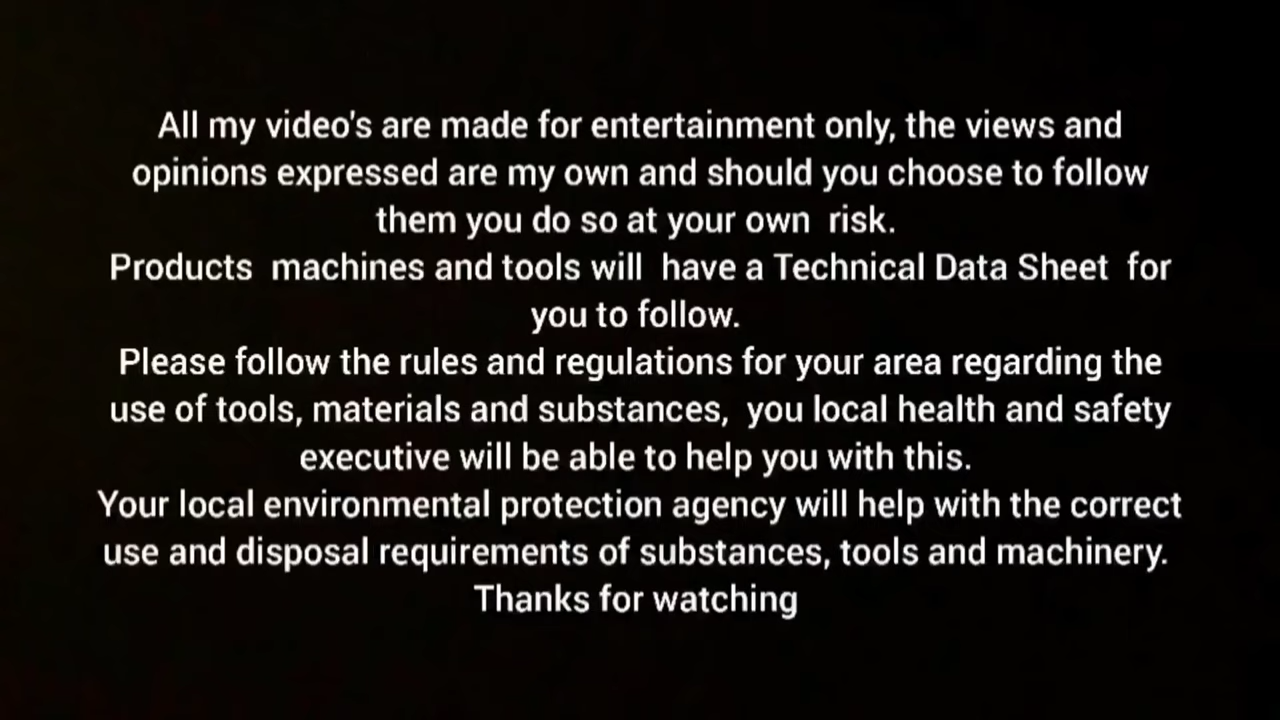 All my video's are made for entertainment only, the views and
opinions expressed are my own and should you choose to follow
them you do so at your own  risk.
Products  machines and tools will  have a Technical Data Sheet  for
you to follow.
Please follow the rules and regulations for your area regarding the
use of tools, materials and substances,  you local health and safety
executive will be able to help you with this.
Your local environmental protection agency will help with the correct
use and disposal requirements of substances, tools and machinery.
Thanks for watching